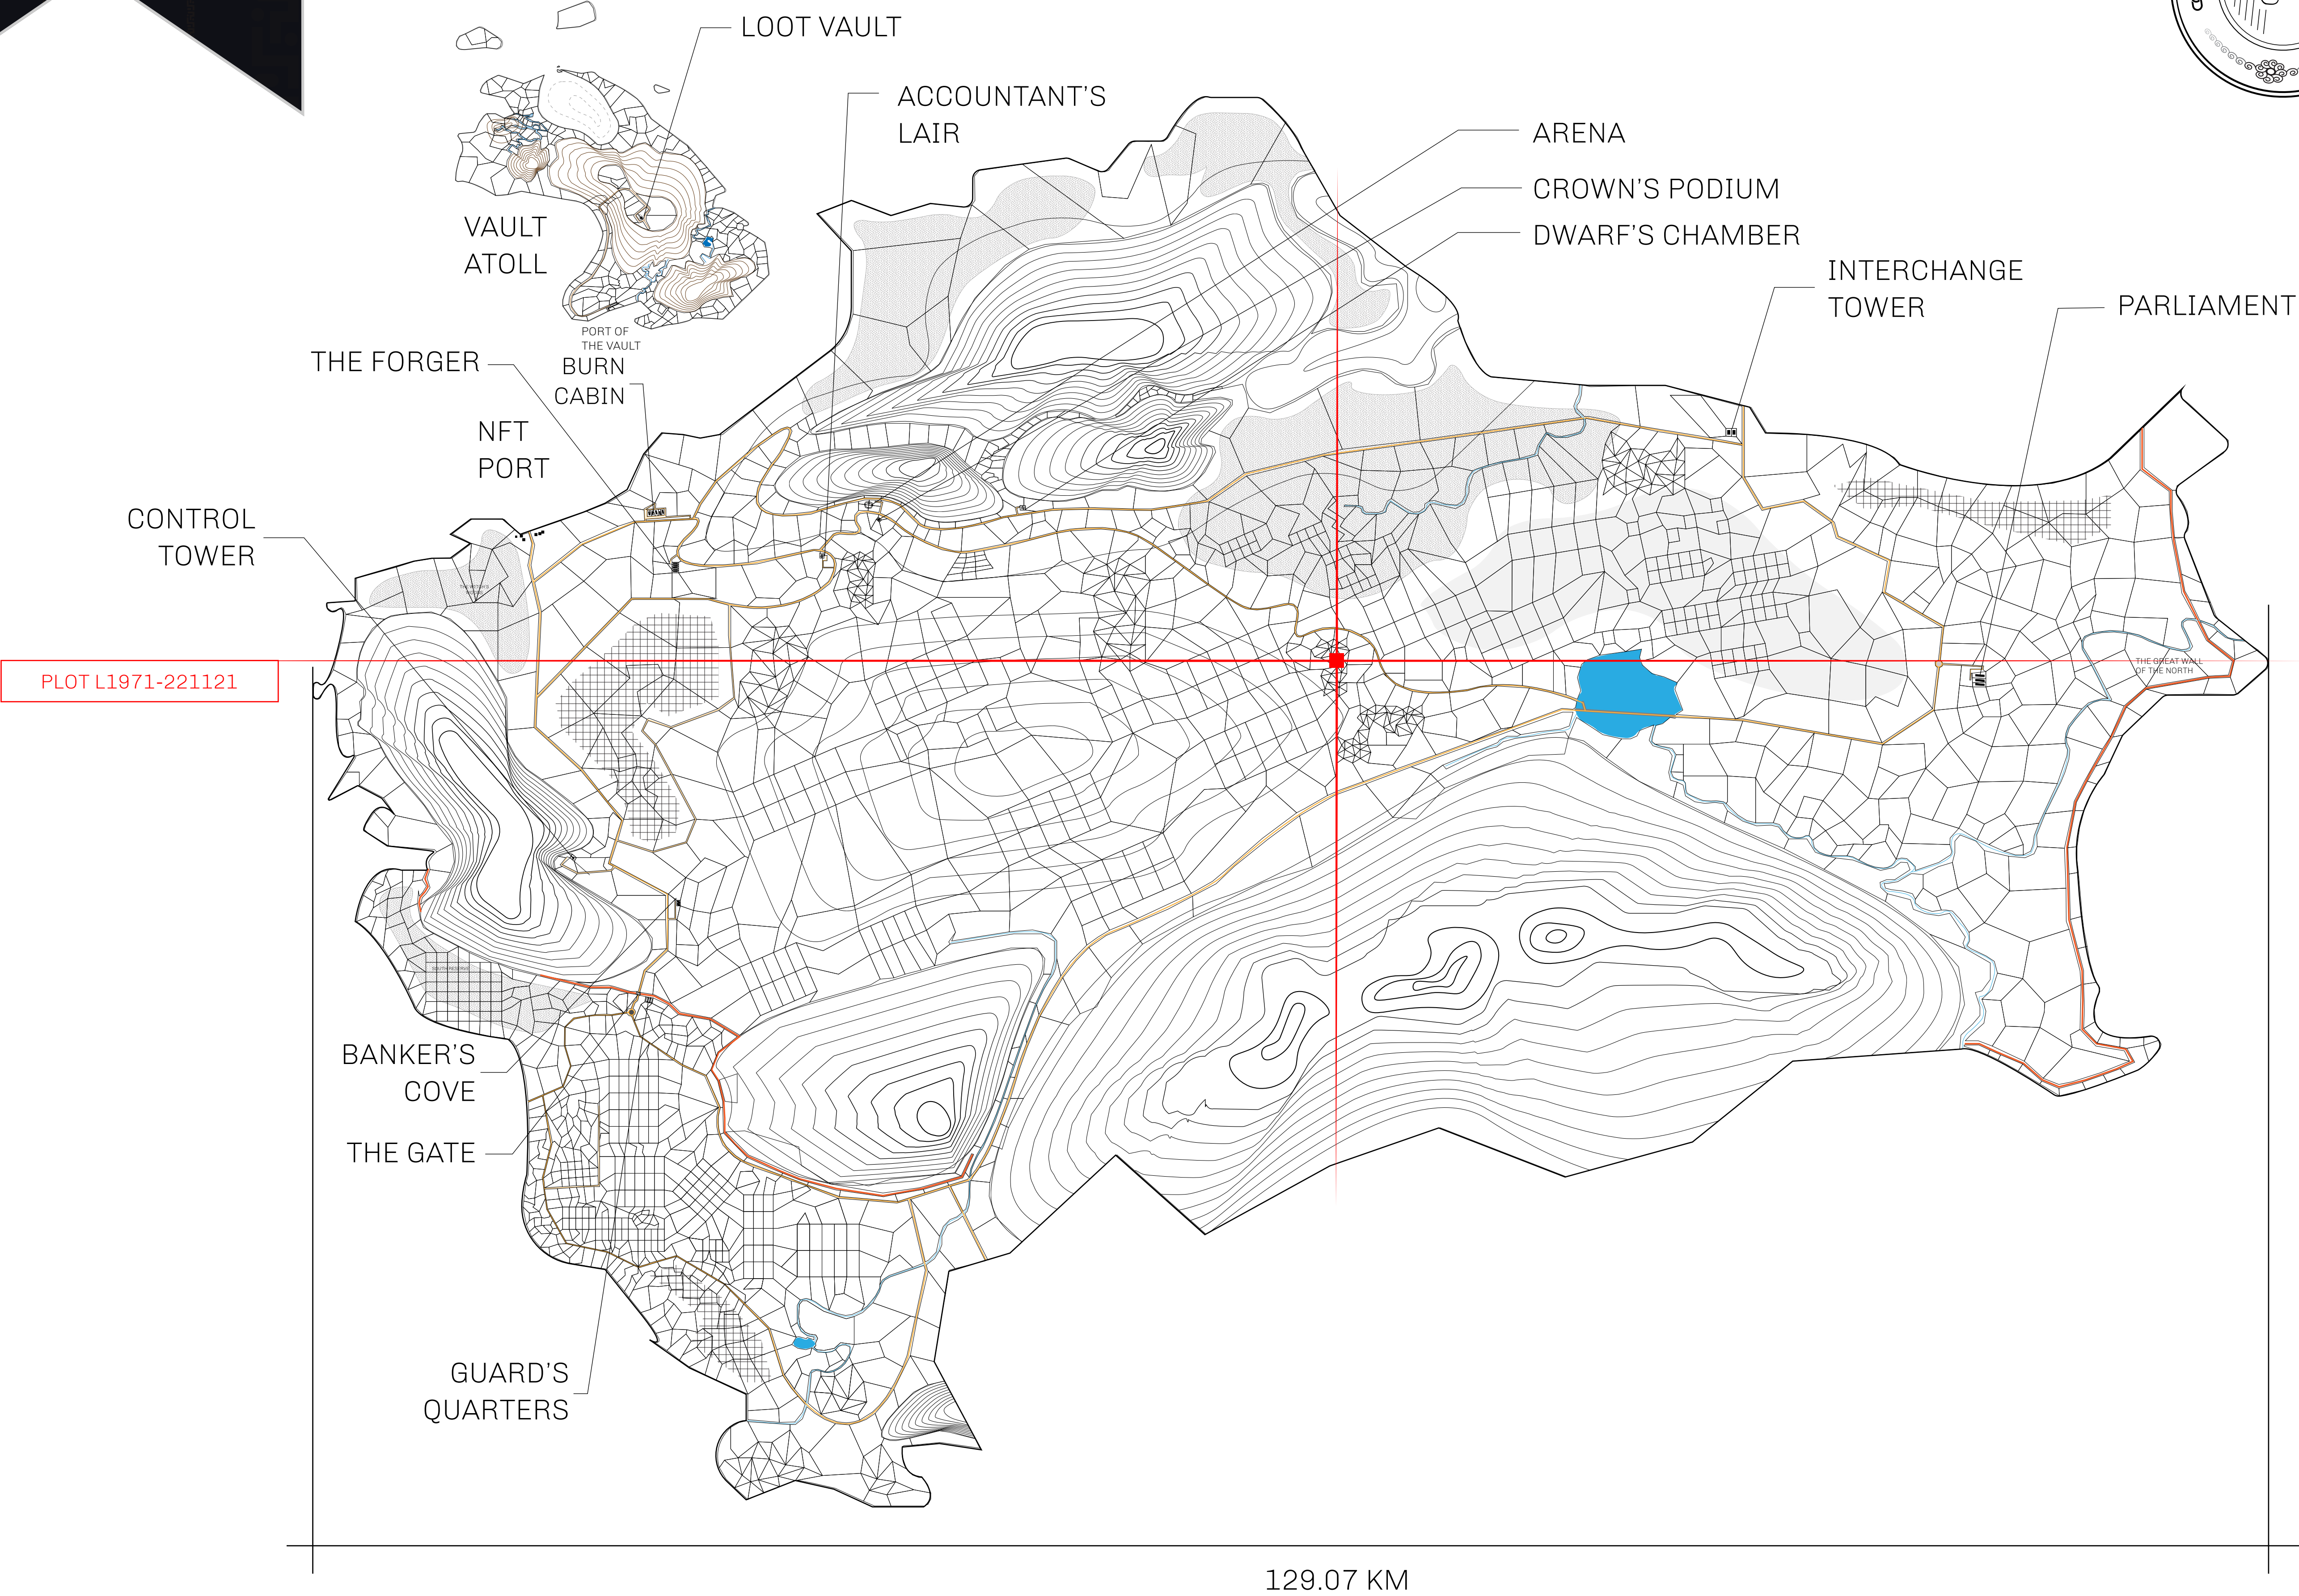 LOOT VAULT
ACCOUNTANT'S
LAIR
ARENA
CROWN'S PODIUM
DWARF'S CHAMBER
VAULT
ATOLL
INTERCHANGE
TOWER
PARLIAMENT
PORT OF
THE VAULT
THE FORGER
BURN
CABIN
NFT
PORT
CONTROL
TOWER
PLOT L1971-221121
THE GREAT WALL
OF THE NORTH
SOUTH RESERVE
BANKER'S
COVE
THE GATE
GUARD'S
QUARTERS
129.07 KM